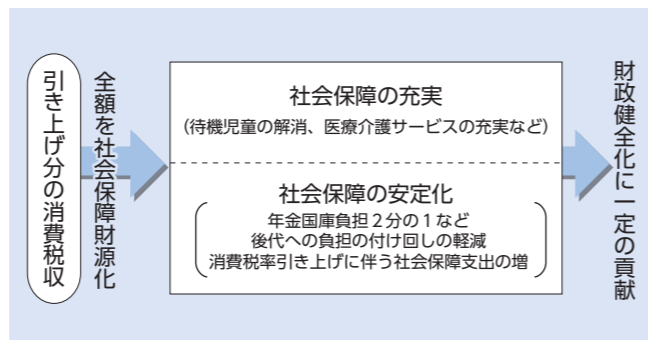 引き上げ分の消費税収
全額を社会保障財源化
社会保障の充実
(待機児童の解消、医療介護サービスの充実など)
社会保障の安定化
年金国庫負担２分の１など
後代への負担の付け回しの軽減
消費税率引き上げに伴う社会保障支出の増
財政健全化に一定の貢献